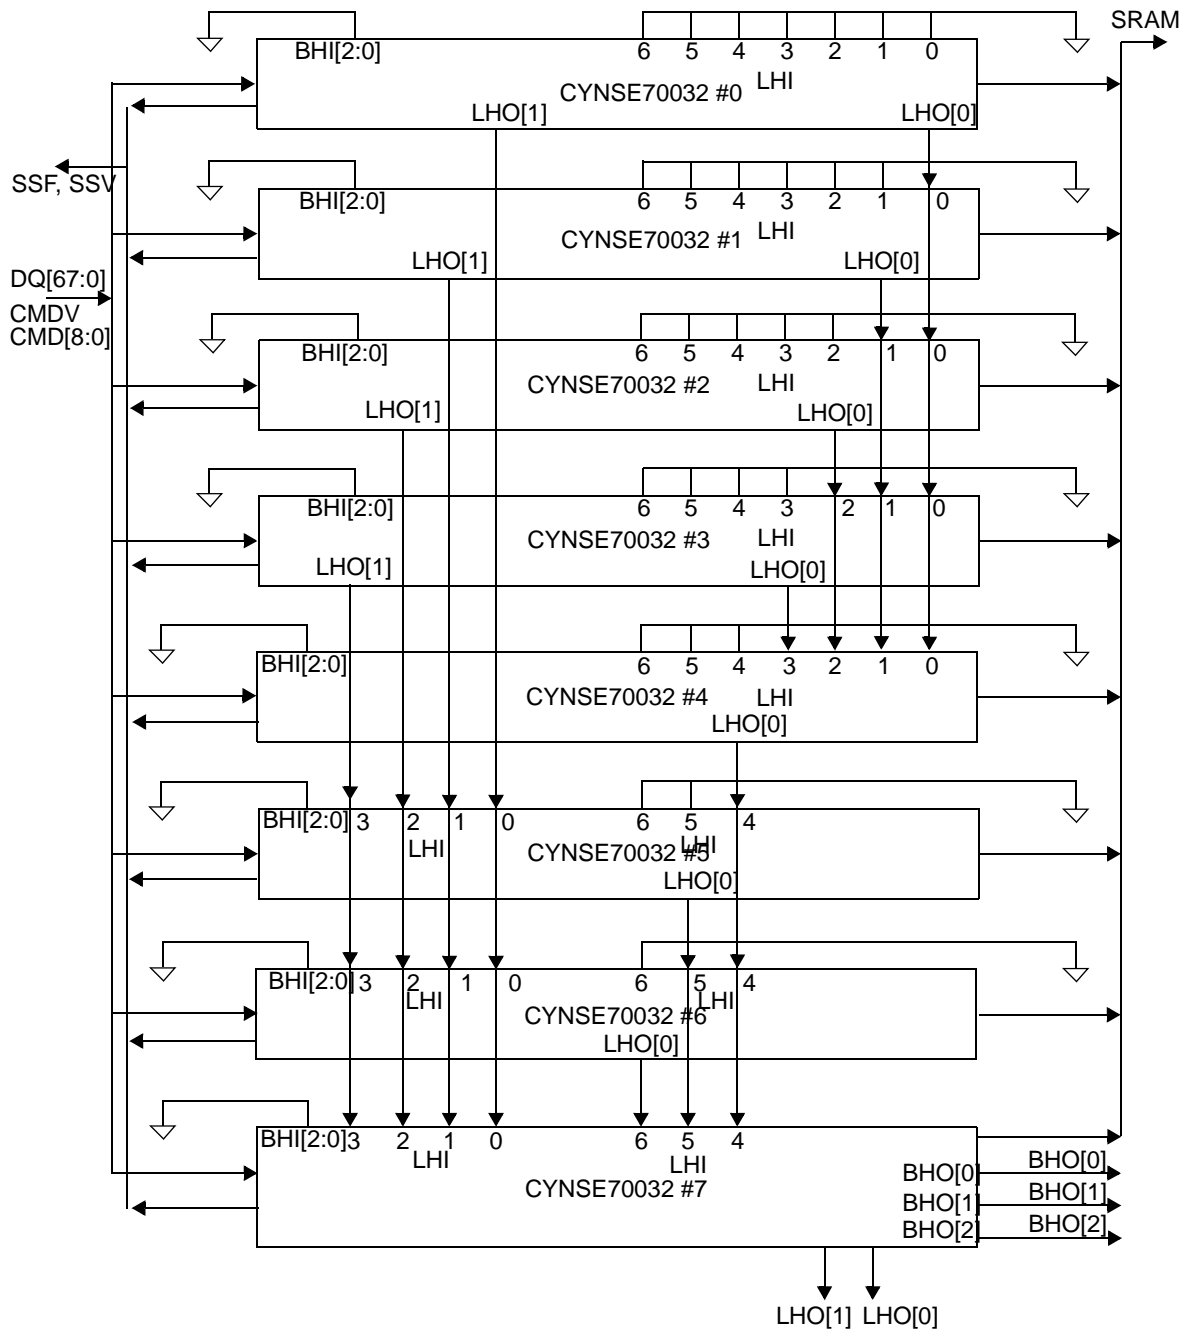 SRAM
BHI[2:0] 6 5 4 3 2 1 0
LHI
CYNSE70032 #0
LHO[1] LHO[0]
SSF, SSV
BHI[2:0] 6 5 4 3 2 1 0
LHI
CYNSE70032 #1
LHO[1] LHO[0]
DQ[67:0]
CMDV
CMD[8:0]
BHI[2:0] 6 5 4 3 2 1 0
CYNSE70032 #2 LHI
LHO[1] LHO[0]
BHI[2:0] 6 5 4 3 2 1 0
CYNSE70032 #3 LHI
LHO[1] LHO[0]
BHI[2:0] 6 5 4 3 2 1 0
CYNSE70032 #4 LHI
LHO[0]
BHI[2:0] 3 2 1 0 6 5 4
LHI CYNSE70032 #5 LHI
LHO[0]
BHI[2:0] 3 2 1 0 6 5 4
LHI LHI
CYNSE70032 #6
LHO[0]
BHI[2:0] 3 2 1 0 6 5 4
LHI LHI
CYNSE70032 #7
BHO[0] BHO[0]
BHO[1] BHO[1]
BHO[2] BHO[2]
LHO[1] LHO[0]